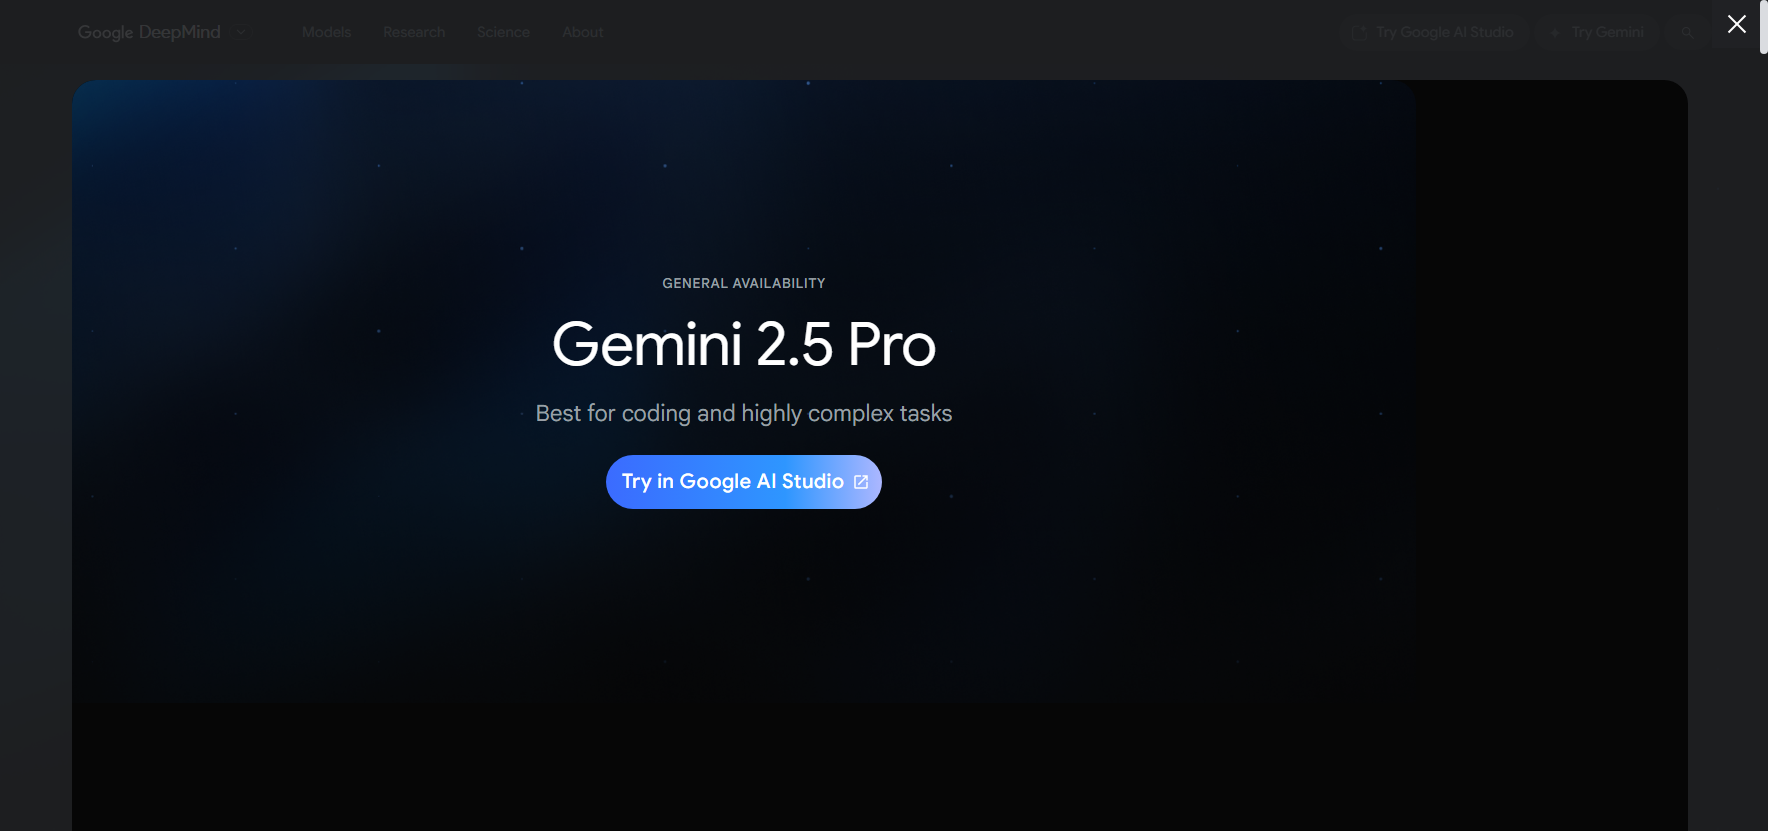 Google DeepMind
Models
Research
Science
About
Try Google AI Studio
Try Gemini
GENERAL AVAILABILITY
Gemini 2.5 Pro
Best for coding and highly complex tasks
Try in Google AI Studio